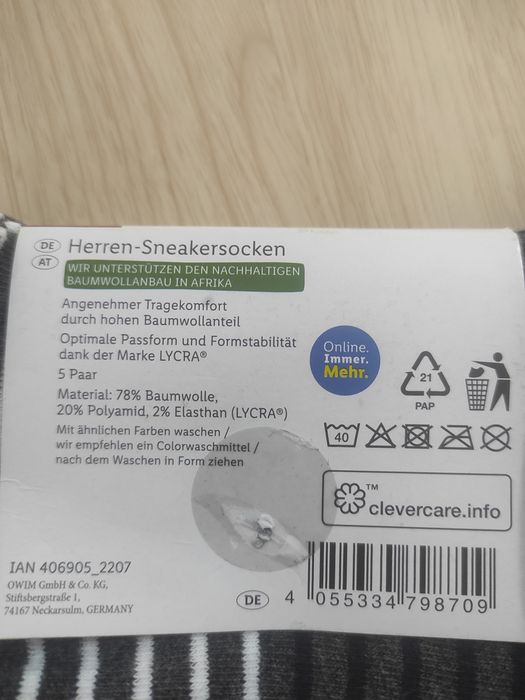 DE
AT
Herren-Sneakersocken
WIR UNTERSTÜTZEN DEN NACHHALTIGEN
BAUMWOLLANBAU IN AFRIKA
Angenehmer Tragekomfort
durch hohen Baumwollanteil
Optimale Passform und Formstabilität
dank der Marke LYCRA®
5 Paar
Material: 78% Baumwolle,
20% Polyamid, 2% Elasthan (LYCRA®)
Mit ähnlichen Farben waschen /
wir empfehlen ein Colorwaschmittel /
nach dem Waschen in Form ziehen
Online.
Immer.
Mehr.
21
PAP
40
™
clevercare.info
IAN 406905_2207
OWIM GmbH & Co. KG,
Stiftsbergstraße 1,
74167 Neckarsulm, GERMANY
DE
4 055334 798709